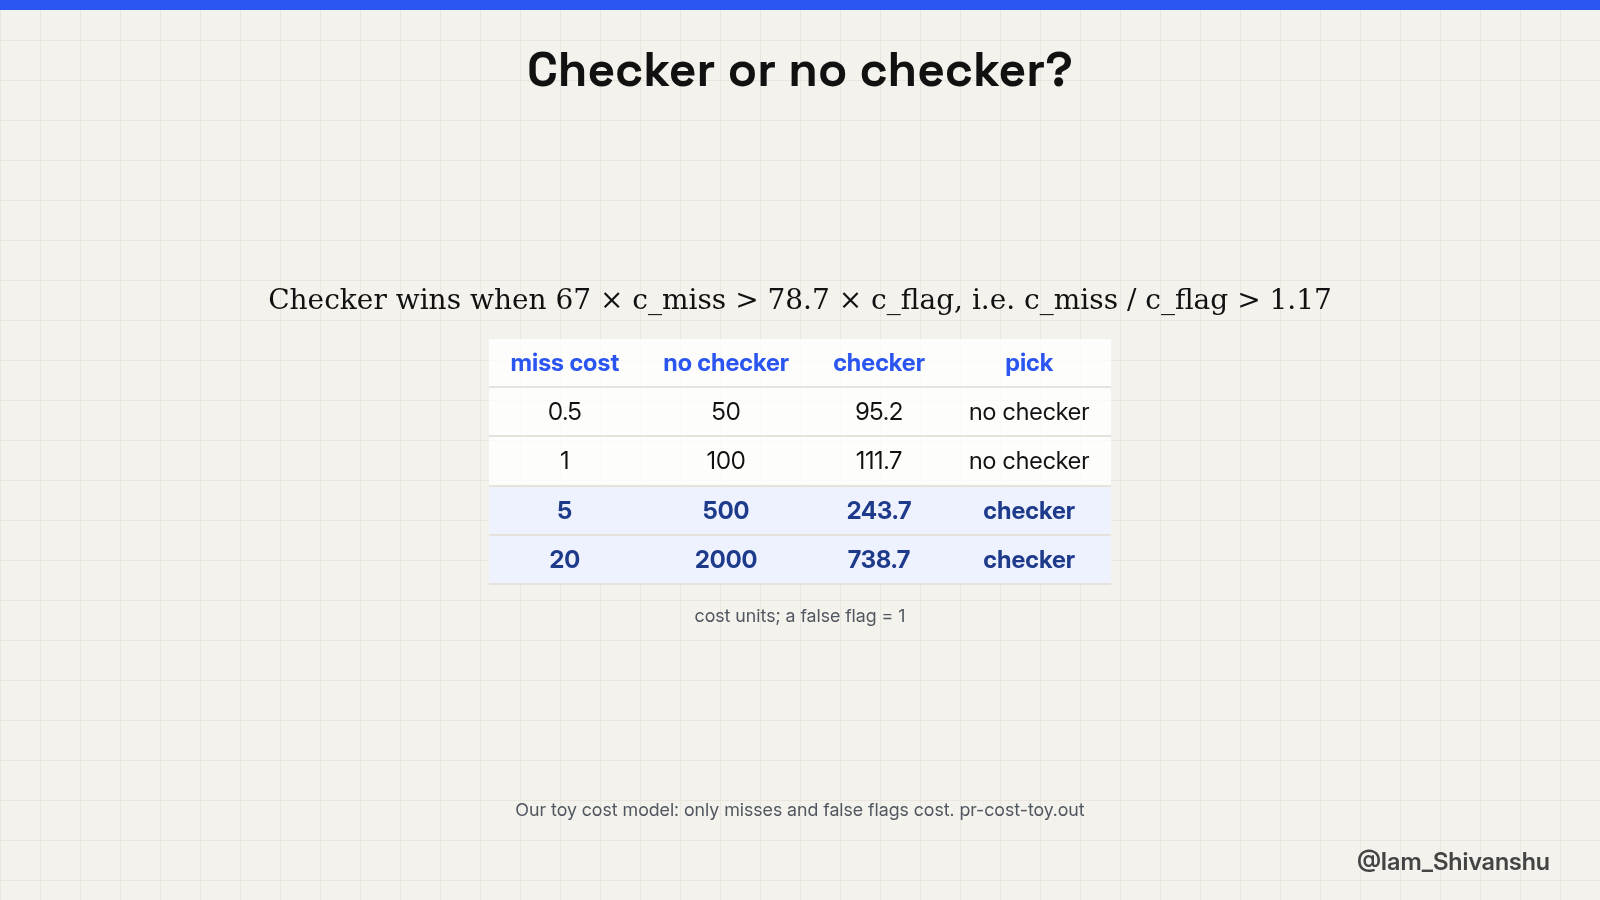 Checker or no checker?
Checker wins when 67 × c_miss > 78.7 × c_flag, i.e. c_miss / c_flag > 1.17
miss cost no checker checker pick
0.5 50 95.2 no checker
1 100 111.7 no checker
5 500 243.7 checker
20 2000 738.7 checker
cost units; a false flag = 1
Our toy cost model: only misses and false flags cost. pr-cost-toy.out
@Iam_Shivanshu